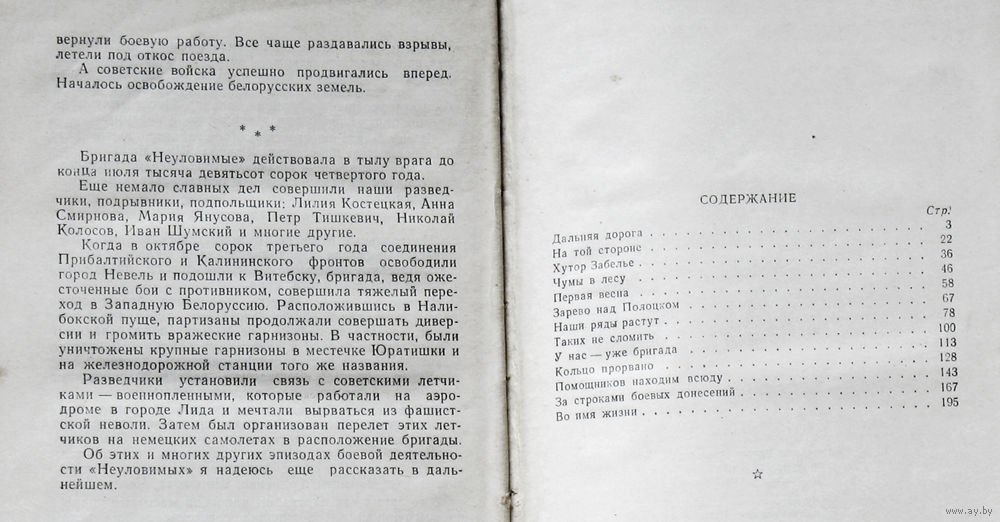 вернули боевую работу. Все чаще раздавались взрывы,
летели под откос поезда.
А советские войска успешно продвигались вперед.
Началось освобождение белорусских земель.
* * *
Бригада «Неуловимые» действовала в тылу врага до
конца июля тысяча девятьсот сорок четвертого года.
Еще немало славных дел совершили наши развед-
чики, подрывники, подпольщики: Лилия Костецкая, Анна
Смирнова, Мария Янусова, Петр Тишкевич, Николай
Колосов, Иван Шумский и многие другие.
Когда в октябре сорок третьего года соединения
Прибалтийского и Калининского фронтов освободили
город Невель и подошли к Витебску, бригада, ведя оже-
сточенные бои с противником, совершила тяжелый пере-
ход в Западную Белоруссию. Расположившись в Нали-
бокской пуще, партизаны продолжали совершать дивер-
сии и громить вражеские гарнизоны. В частности, были
уничтожены крупные гарнизоны в местечке Юратишки и
на железнодорожной станции того же названия.
Разведчики установили связь с советскими летчи-
ками — военнопленными, которые работали на аэро-
дроме в городе Лида и мечтали вырваться из фашист-
ской неволи. Затем был организован перелет этих лет-
чиков на немецких самолетах в расположение бригады.
Об этих и многих других эпизодах боевой деятельно-
сти «Неуловимых» я надеюсь еще рассказать в даль-
нейшем.
СОДЕРЖАНИЕ
Стр.
Дальняя дорога . . . 3
На той стороне . . . 22
Хутор Забелье . . . 36
Чумы в лесу . . . 46
Первая весна . . . 58
Зарево над Полоцком . . . 67
Наши ряды растут . . . 78
Таких не сломить . . . 100
У нас — уже бригада . . . 113
Кольцо прорвано . . . 128
Помощников находим всюду . . . 143
За строками боевых донесений . . . 167
Во имя жизни . . . 195
www.ay.by